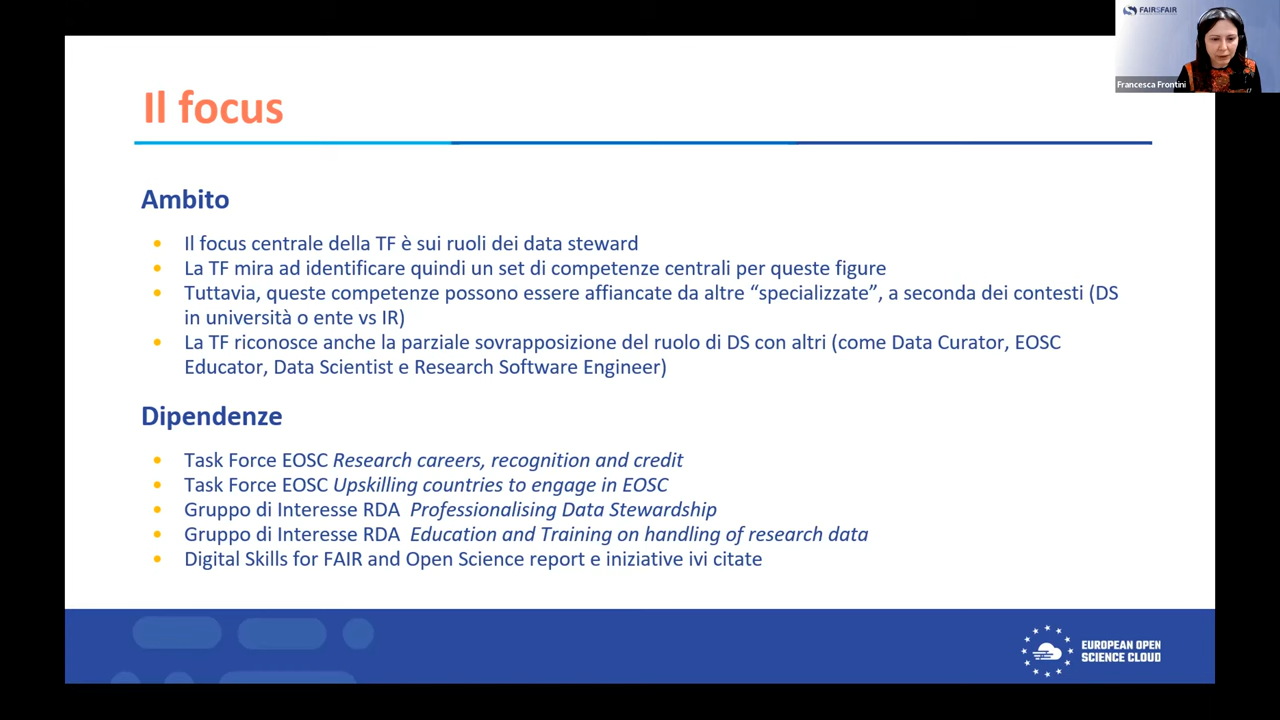 FAIRSFAIR
Francesca Frontini
Il focus
Ambito
Il focus centrale della TF è sui ruoli dei data steward
La TF mira ad identificare quindi un set di competenze centrali per queste figure
Tuttavia, queste competenze possono essere affiancate da altre “specializzate”, a seconda dei contesti (DS
in università o ente vs IR)
La TF riconosce anche la parziale sovrapposizione del ruolo di DS con altri (come Data Curator, EOSC
Educator, Data Scientist e Research Software Engineer)
Dipendenze
Task Force EOSC Research careers, recognition and credit
Task Force EOSC Upskilling countries to engage in EOSC
Gruppo di Interesse RDA Professionalising Data Stewardship
Gruppo di Interesse RDA Education and Training on handling of research data
Digital Skills for FAIR and Open Science report e iniziative ivi citate
EUROPEAN OPEN
SCIENCE CLOUD